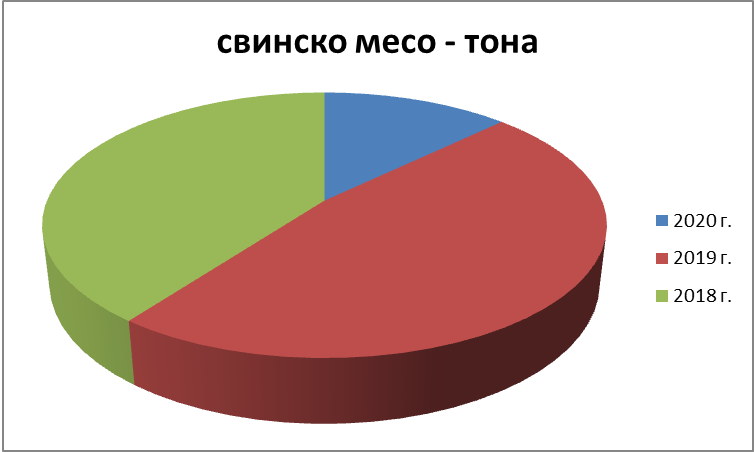 свинско месо - тона
2020 г.
2019 г.
2018 г.